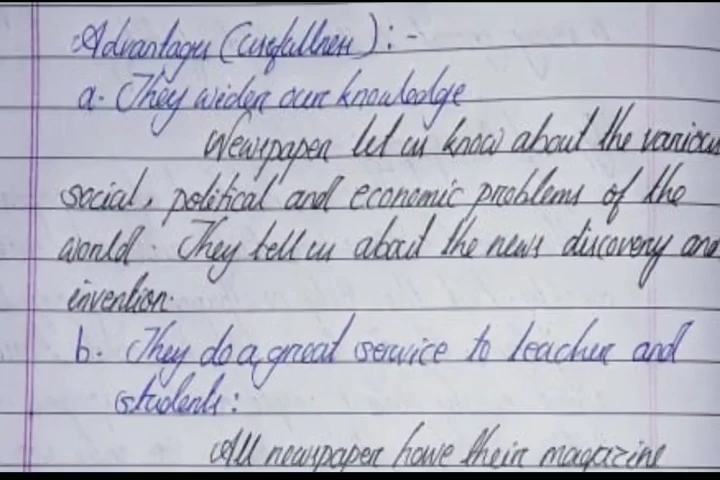 Advantages (usefullness) : -
a. They widen our knowledge
Newspaper let us know about the various
social, political and economic problems of the
world. They tell us about the news discovery and
invention.
b. They do a great service to teacher and
students :
All newspaper have their magazine